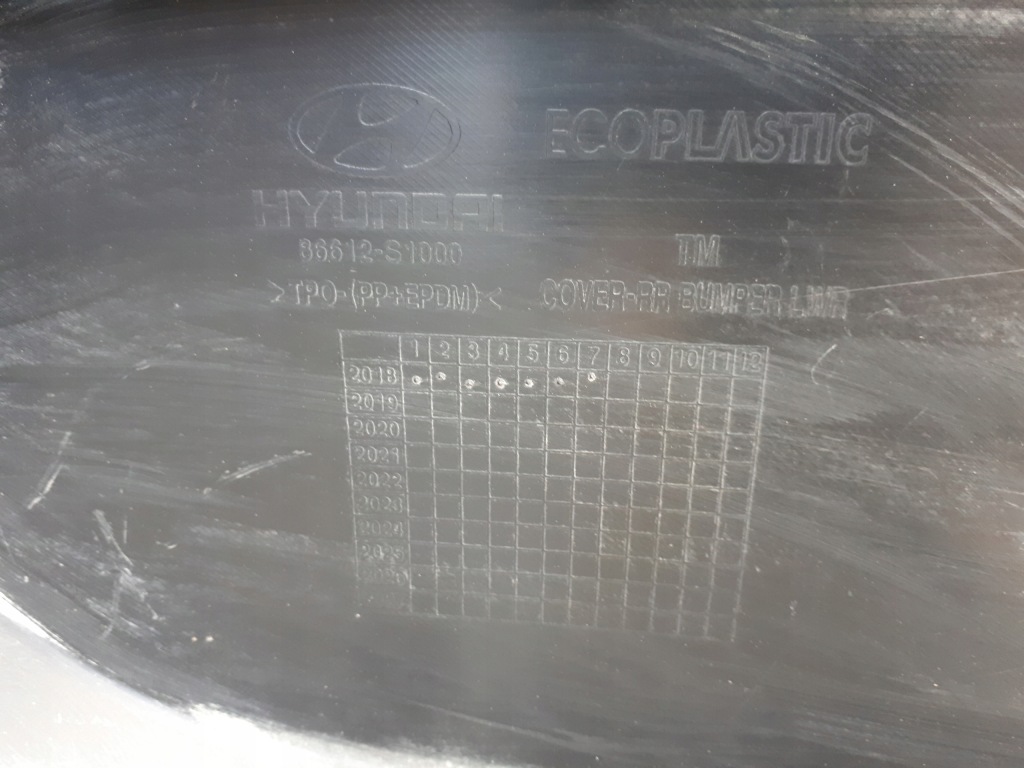 ECOPLASTIC
HYUNDAI
86612-S1000
TM
>TPO-(PP+EPDM)<
COVER-RR BUMPER LWR
1 2 3 4 5 6 7 8 9 10 11 12
2018
2019
2020
2021
2022
2023
2024
2025